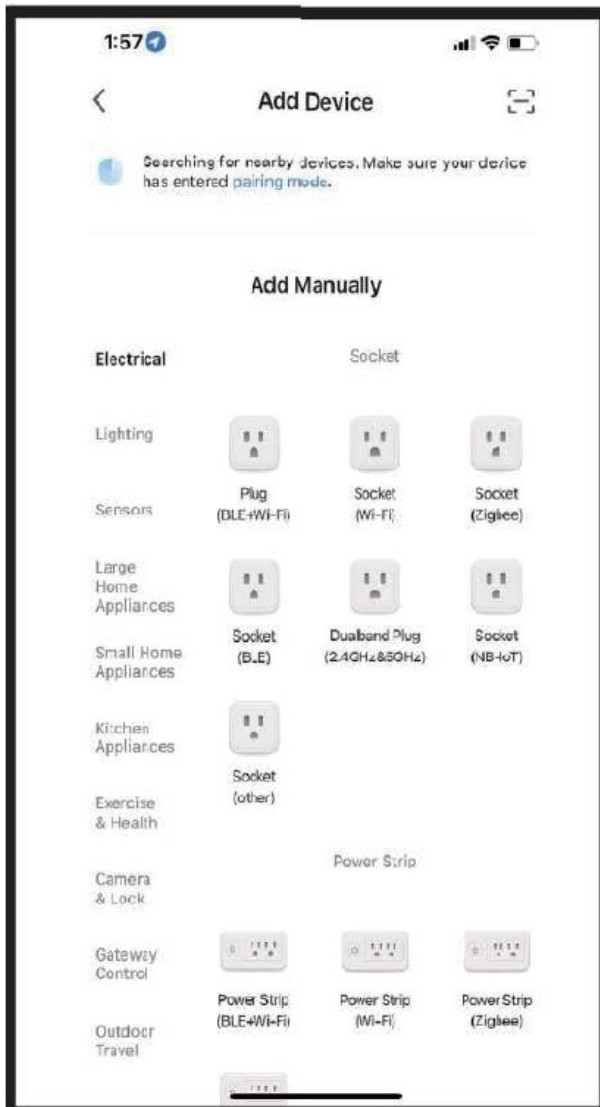 1:57
Add Device
Searching for nearby devices. Make sure your device
has entered pairing mode.
Add Manually
Electrical
Lighting
Sensors
Large
Home
Appliances
Small Home
Appliances
Kitchen
Appliances
Exercise
& Health
Camera
& Lock
Gateway
Control
Outdoor
Travel
Socket
Plug
(BLE+Wi-Fi)
Socket
(Wi-Fi)
Socket
(Zigbee)
Socket
(BLE)
Dualband Plug
(2.4GHz&5GHz)
Socket
(NB-IoT)
Socket
(other)
Power Strip
Power Strip
(BLE+Wi-Fi)
Power Strip
(Wi-Fi)
Power Strip
(Zigbee)